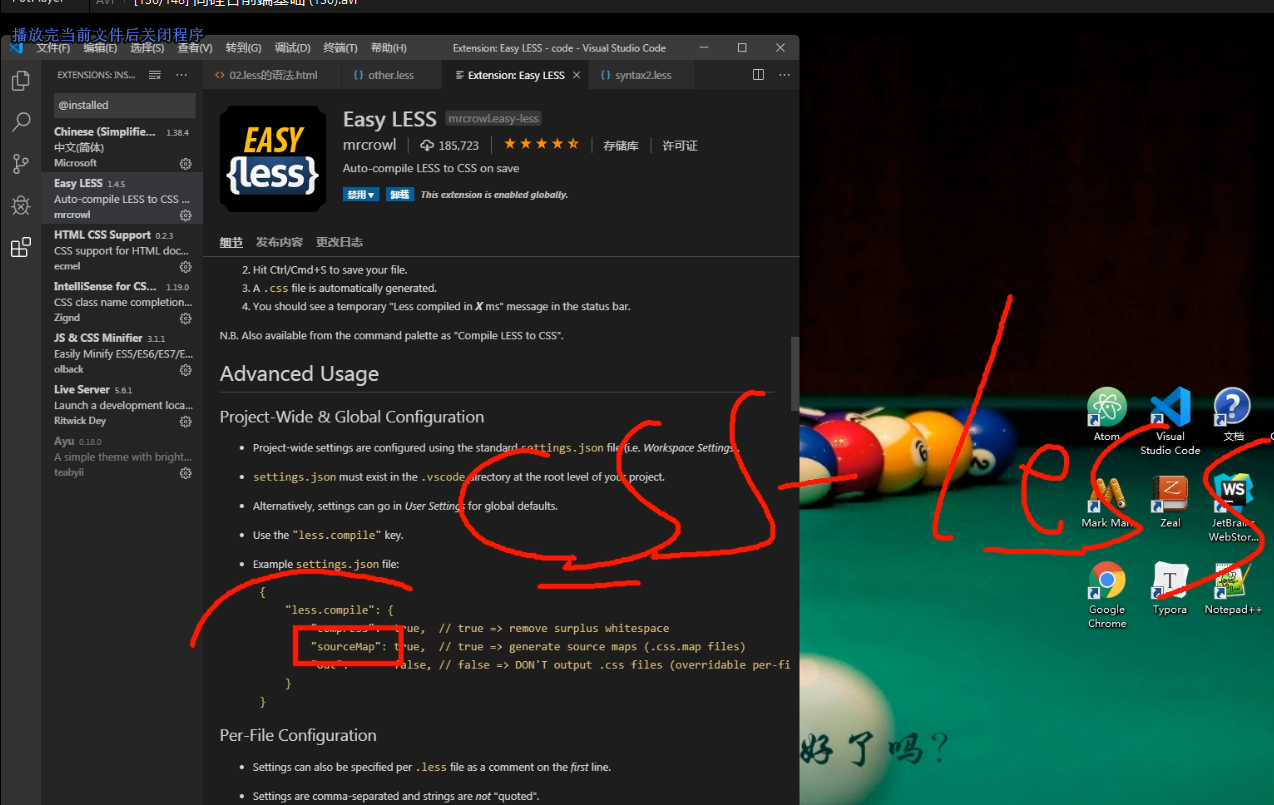 PotPlayer AVI [130/148] 尚硅谷前端基础 (130).avi
播放完当前文件后关闭程序
文件(F) 编辑(E) 选择(S) 查看(V) 转到(G) 调试(D) 终端(T) 帮助(H) Extension: Easy LESS - code - Visual Studio Code
EXTENSIONS: INS... 02.less的语法.html other.less Extension: Easy LESS syntax2.less
@installed
Chinese (Simplifie... 1.38.4
中文(简体)
Microsoft
Easy LESS 1.4.5
Auto-compile LESS to CSS ...
mrcrowl
HTML CSS Support 0.2.3
CSS support for HTML doc...
ecmel
IntelliSense for CS... 1.19.0
CSS class name completion...
Zignd
JS & CSS Minifier 3.1.1
Easily Minify ES5/ES6/ES7/E...
olback
Live Server 5.6.1
Launch a development loca...
Ritwick Dey
Ayu 0.18.0
A simple theme with bright...
teabyii
EASY
{less}
Easy LESS mrcrowl.easy-less
mrcrowl 185,723 存储库 许可证
Auto-compile LESS to CSS on save
禁用 卸载 This extension is enabled globally.
细节 发布内容 更改日志
2. Hit Ctrl/Cmd+S to save your file.
3. A .css file is automatically generated.
4. You should see a temporary "Less compiled in X ms" message in the status bar.
N.B. Also available from the command palette as "Compile LESS to CSS".
Advanced Usage
Project-Wide & Global Configuration
Project-wide settings are configured using the standard settings.json file (i.e. Workspace Settings).
settings.json must exist in the .vscode directory at the root level of your project.
Alternatively, settings can go in User Settings for global defaults.
Use the "less.compile" key.
Example settings.json file:
{
"less.compile": {
"compress": true, // true => remove surplus whitespace
"sourceMap": true, // true => generate source maps (.css.map files)
"out": false, // false => DON'T output .css files (overridable per-fi
}
}
Per-File Configuration
Settings can also be specified per .less file as a comment on the first line.
Settings are comma-separated and strings are not "quoted".
CSS - less
Atom
Visual Studio Code
文档
Mark Man
Z
Zeal
WS
JetBrains WebStor...
Google Chrome
T
Typora
Notepad++
2
好了吗?